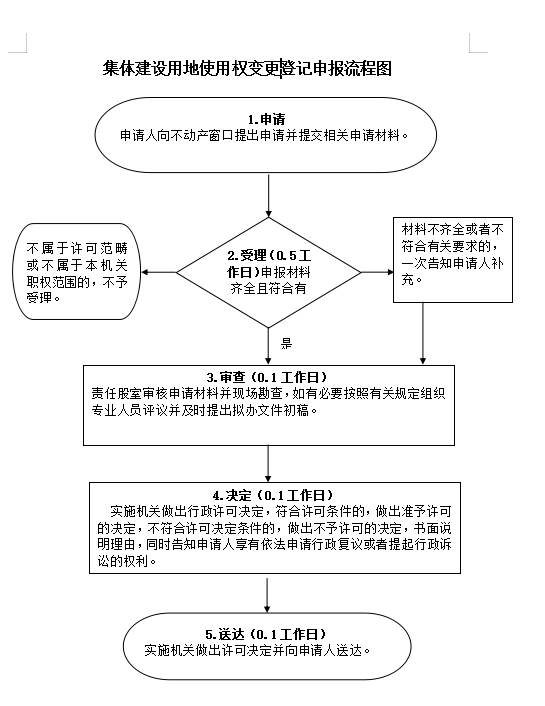 集体建设用地使用权变更登记申报流程图
1.申请
申请人向不动产窗口提出申请并提交相关申请材料。
不属于许可范畴
或不属于本机关
职权范围的，不予
受理。
2.受理（0.5工
作日）申报材料
齐全且符合有
材料不齐全或者不
符合有关要求的，
一次告知申请人补
充。
是
3.审查（0.1工作日）
责任股室审核申请材料并现场勘查，如有必要按照有关规定组织
专业人员评议并及时提出拟办文件初稿。
4.决定（0.1工作日）
实施机关做出行政许可决定，符合许可条件的，做出准予许可
的决定，不符合许可决定条件的，做出不予许可的决定，书面说
明理由，同时告知申请人享有依法申请行政复议或者提起行政诉
讼的权利。
5.送达（0.1工作日）
实施机关做出许可决定并向申请人送达。